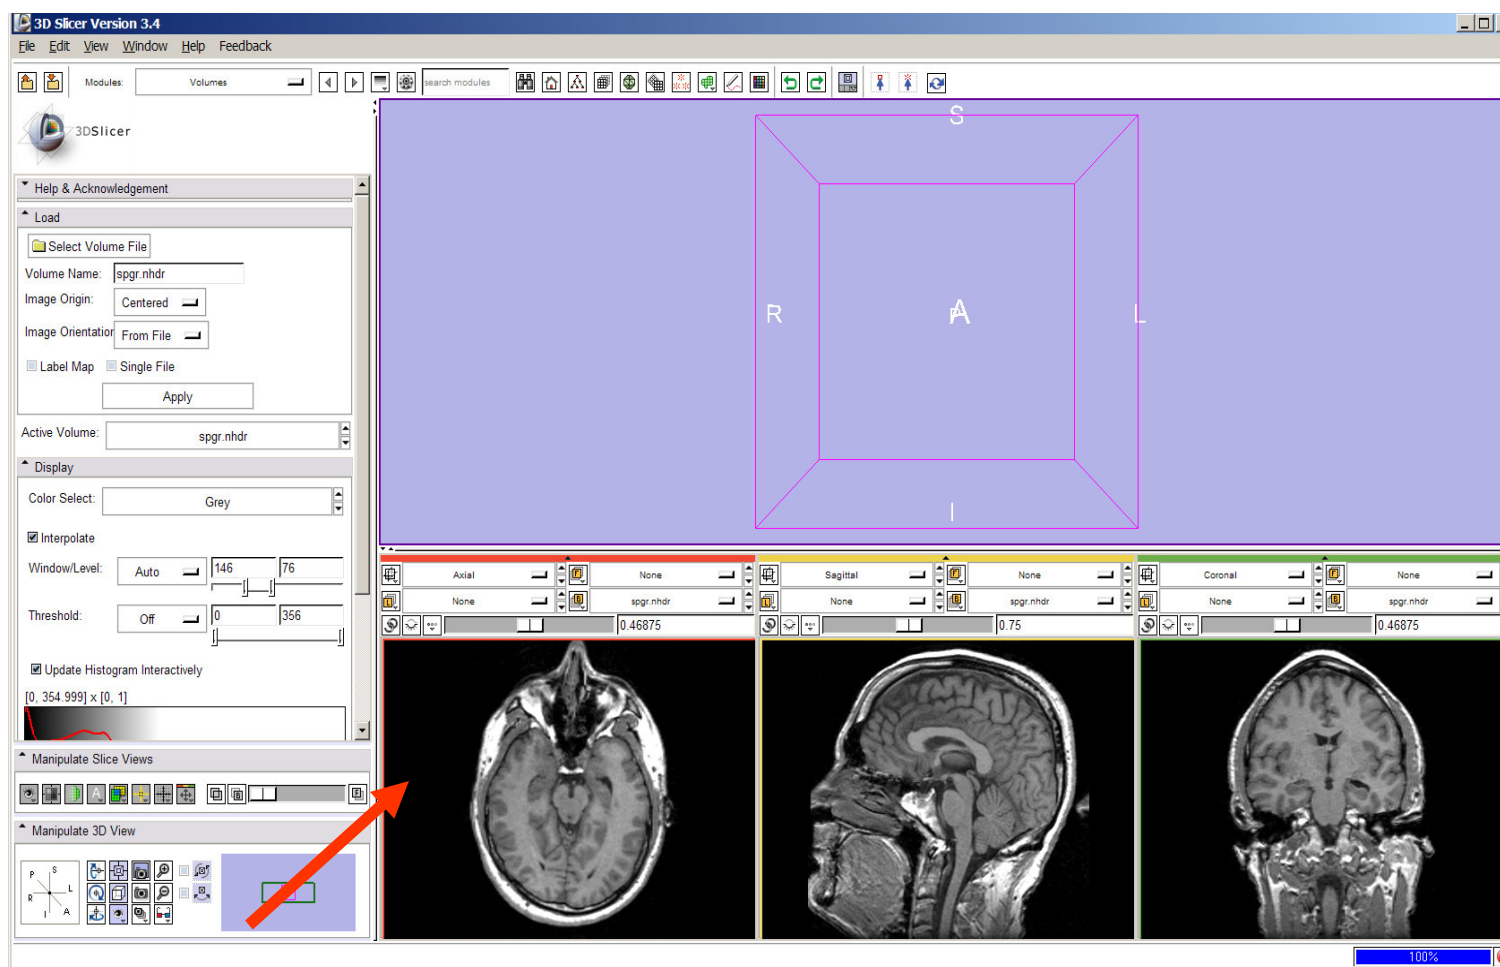 3D Slicer Version 3.4
File Edit View Window Help Feedback
Modules: Volumes search modules
3DSlicer
Help & Acknowledgement
Load
Select Volume File
Volume Name: spgr.nhdr
Image Origin: Centered
Image Orientation From File
Label Map Single File
Apply
Active Volume: spgr.nhdr
Display
Color Select: Grey
Interpolate
Window/Level: Auto 146 76
Threshold: Off 0 356
Update Histogram Interactively
[0, 354.999] x [0, 1]
Manipulate Slice Views
Manipulate 3D View
P S
R L
I A
S
R A P L
I
Axial None
None spgr.nhdr
0.46875
Sagittal None
None spgr.nhdr
0.75
Coronal None
None spgr.nhdr
0.46875
100%